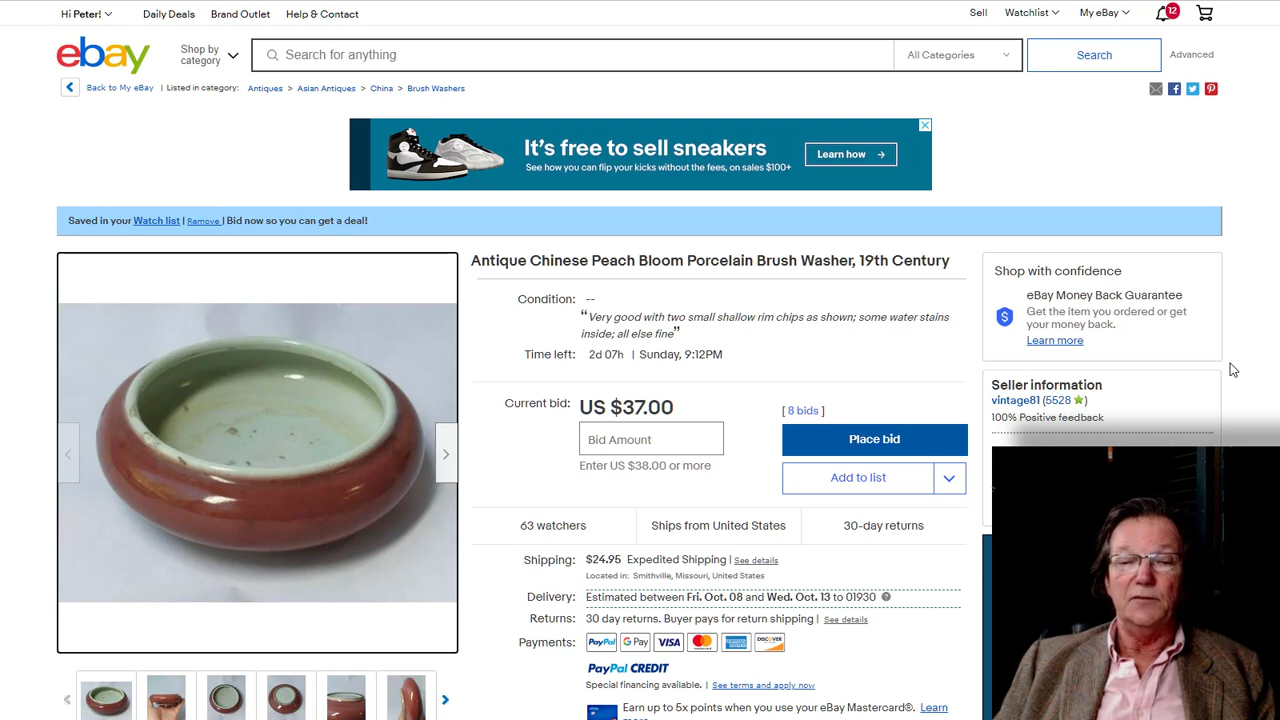 Hi Peter!
Daily Deals
Brand Outlet
Help & Contact
Sell
Watchlist
My eBay
12
ebay
Shop by category
Search for anything
All Categories
Search
Advanced
Back to My eBay | Listed in category: Antiques > Asian Antiques > China > Brush Washers
It's free to sell sneakers
See how you can flip your kicks without the fees, on sales $100+
Learn how
Saved in your Watch list | Remove | Bid now so you can get a deal!
Antique Chinese Peach Bloom Porcelain Brush Washer, 19th Century
Condition: --
"Very good with two small shallow rim chips as shown; some water stains
inside; all else fine"
Time left: 2d 07h | Sunday, 9:12PM
Current bid: US $37.00 [ 8 bids ]
Bid Amount
Place bid
Enter US $38.00 or more
Add to list
63 watchers
Ships from United States
30-day returns
Shipping: $24.95 Expedited Shipping | See details
Located in: Smithville, Missouri, United States
Delivery: Estimated between Fri. Oct. 08 and Wed. Oct. 13 to 01930
Returns: 30 day returns. Buyer pays for return shipping | See details
Payments: PayPal G Pay VISA mastercard DISCOVER
PayPal CREDIT
Special financing available. | See terms and apply now
Earn up to 5x points when you use your eBay Mastercard®. Learn
Shop with confidence
eBay Money Back Guarantee
Get the item you ordered or get
your money back.
Learn more
Seller information
vintage81 (5528)
100% Positive feedback